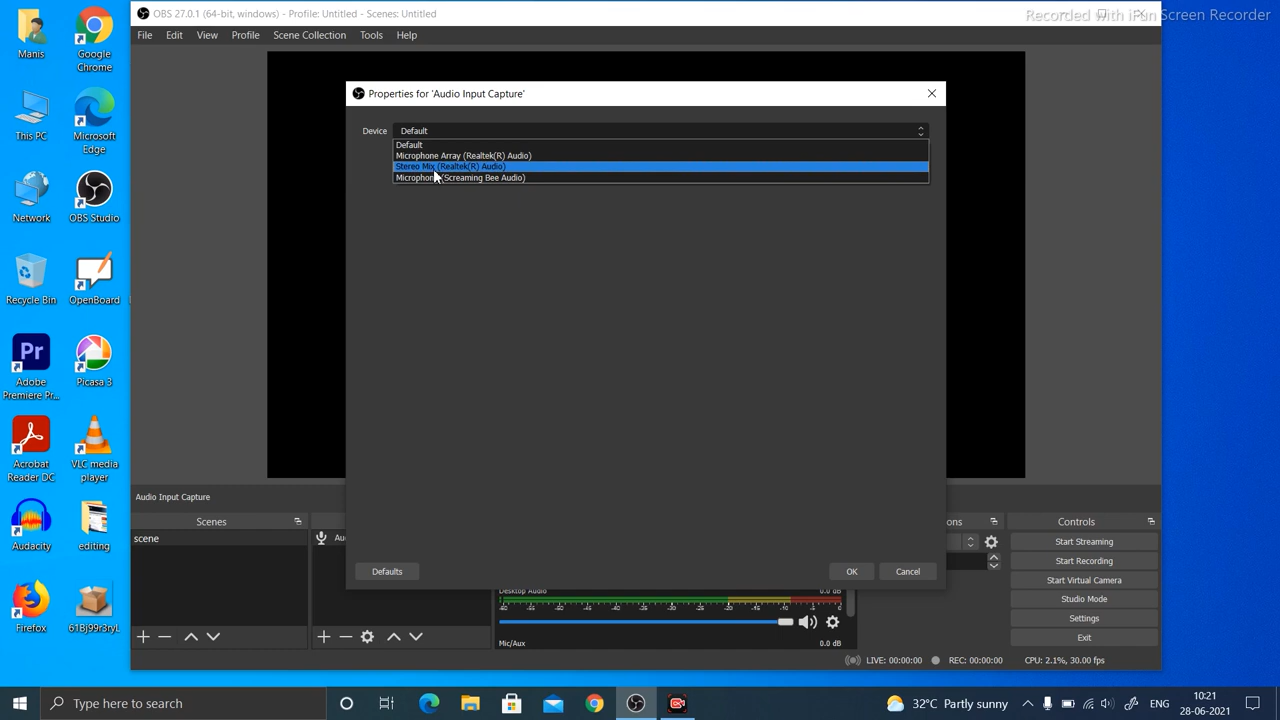 OBS 27.0.1 (64-bit, windows) - Profile: Untitled - Scenes: Untitled
Recorded with iFun Screen Recorder
File Edit View Profile Scene Collection Tools Help
Properties for 'Audio Input Capture'
Device Default
Default
Microphone Array (Realtek(R) Audio)
Stereo Mix (Realtek(R) Audio)
Microphone (Screaming Bee Audio)
Defaults
OK
Cancel
Manis
Google Chrome
This PC
Microsoft Edge
Network
OBS Studio
Recycle Bin
OpenBoard
Adobe Premiere Pr...
Picasa 3
Acrobat Reader DC
VLC media player
Audacity
editing
Firefox
61Bj99r3ryL
Audio Input Capture
Scenes
scene
Desktop Audio 0.0 dB
Mic/Aux 0.0 dB
Controls
Start Streaming
Start Recording
Start Virtual Camera
Studio Mode
Settings
Exit
LIVE: 00:00:00 REC: 00:00:00 CPU: 2.1%, 30.00 fps
Type here to search
32°C Partly sunny
ENG
10:21
28-06-2021